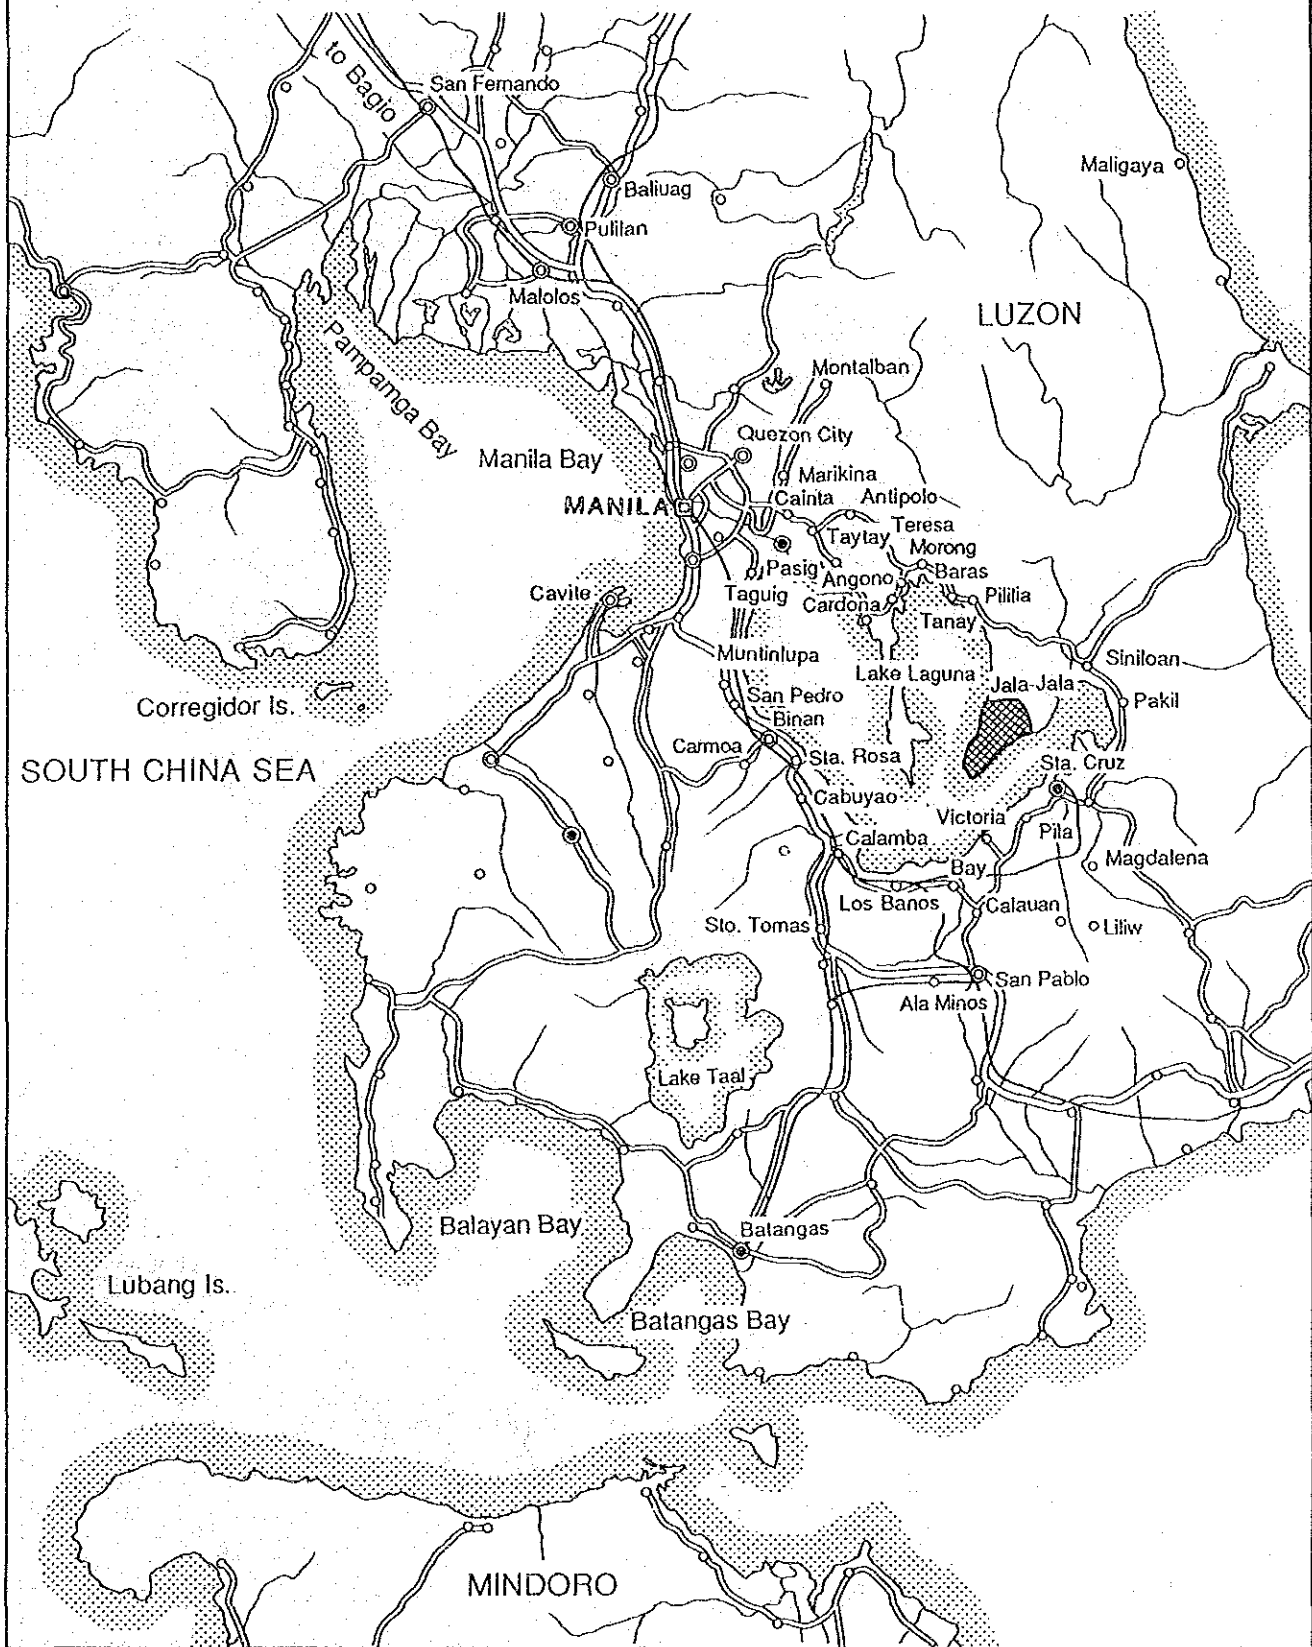 to Bagio
San Fernando
Maligaya
Baliuag
Pulilan
Malolos
LUZON
Pampamga Bay
Montalban
Quezon City
Manila Bay
Marikina
MANILA
Cainta
Antipolo
Taytay
Teresa
Morong
Pasig
Angono
Baras
Cavite
Taguig
Cardona
Pililia
Tanay
Muntinlupa
Siniloan
Lake Laguna
Jala-Jala
San Pedro
Pakil
Corregidor Is.
Binan
Carmoa
Sta. Rosa
Sta. Cruz
SOUTH CHINA SEA
Cabuyao
Victoria
Calamba
Pila
Magdalena
Bay
Los Banos
Calauan
Sto. Tomas
Liliw
San Pablo
Ala Minos
Lake Taal
Balayan Bay
Batangas
Lubang Is.
Batangas Bay
MINDORO